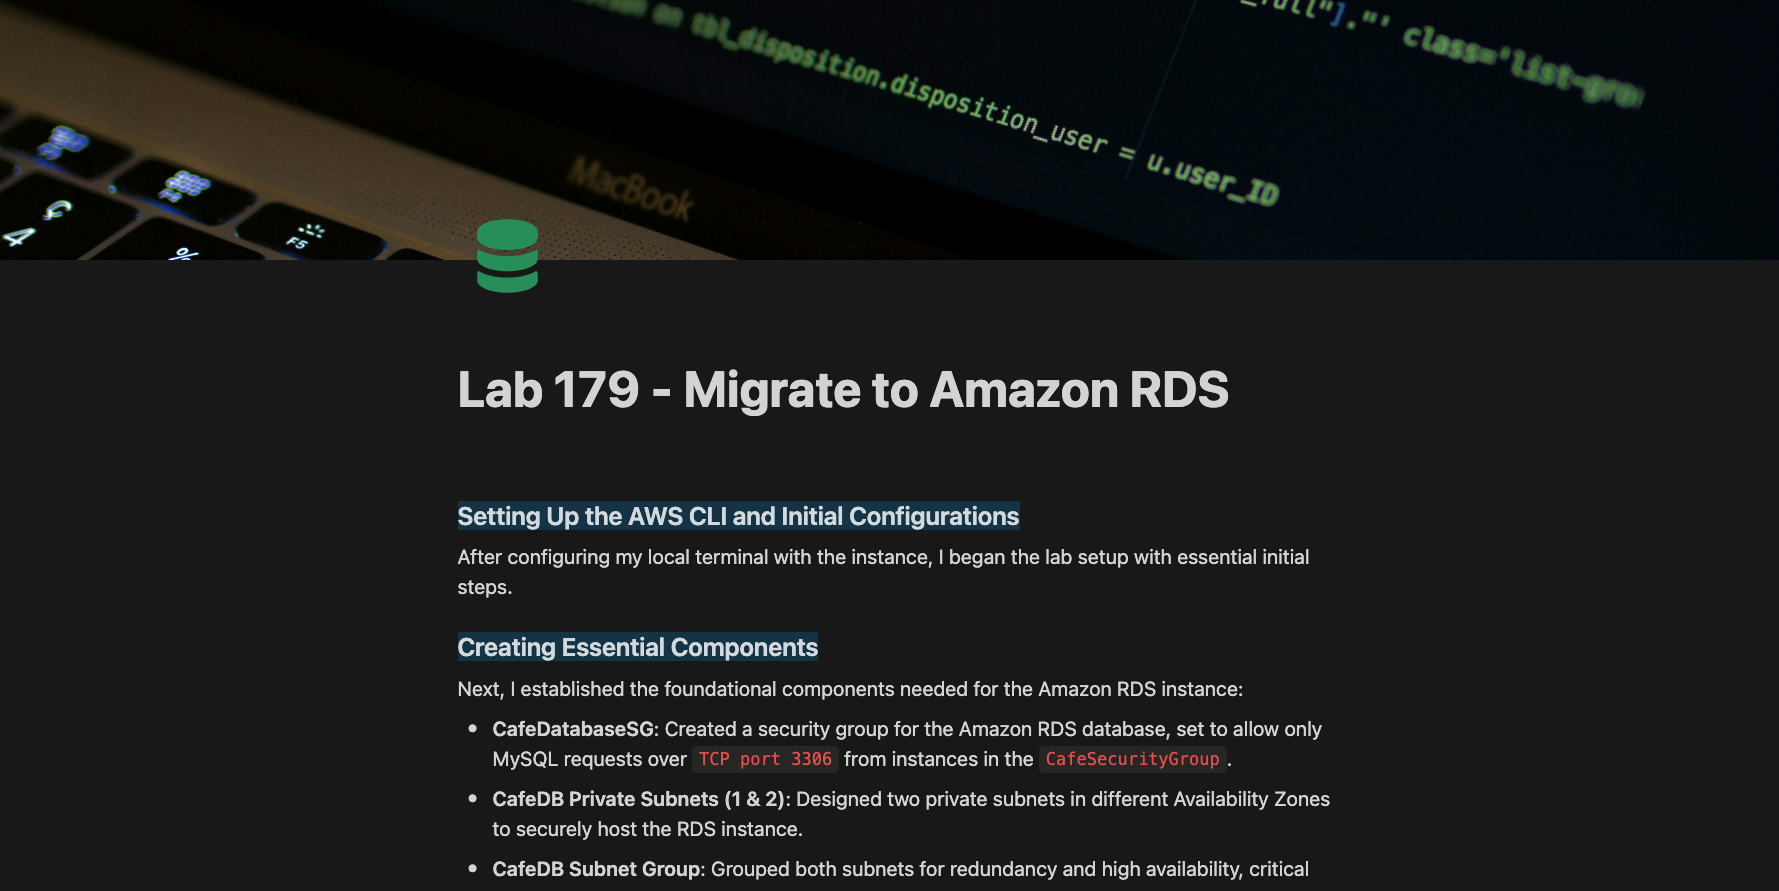 on tbl_disposition.disposition_user = u.user_ID
"]."' class='list-gro
MacBook
F5
4
%
F5
Lab 179 - Migrate to Amazon RDS
Setting Up the AWS CLI and Initial Configurations
After configuring my local terminal with the instance, I began the lab setup with essential initial
steps.
Creating Essential Components
Next, I established the foundational components needed for the Amazon RDS instance:
• CafeDatabaseSG: Created a security group for the Amazon RDS database, set to allow only
MySQL requests over TCP port 3306 from instances in the CafeSecurityGroup.
• CafeDB Private Subnets (1 & 2): Designed two private subnets in different Availability Zones
to securely host the RDS instance.
• CafeDB Subnet Group: Grouped both subnets for redundancy and high availability, critical